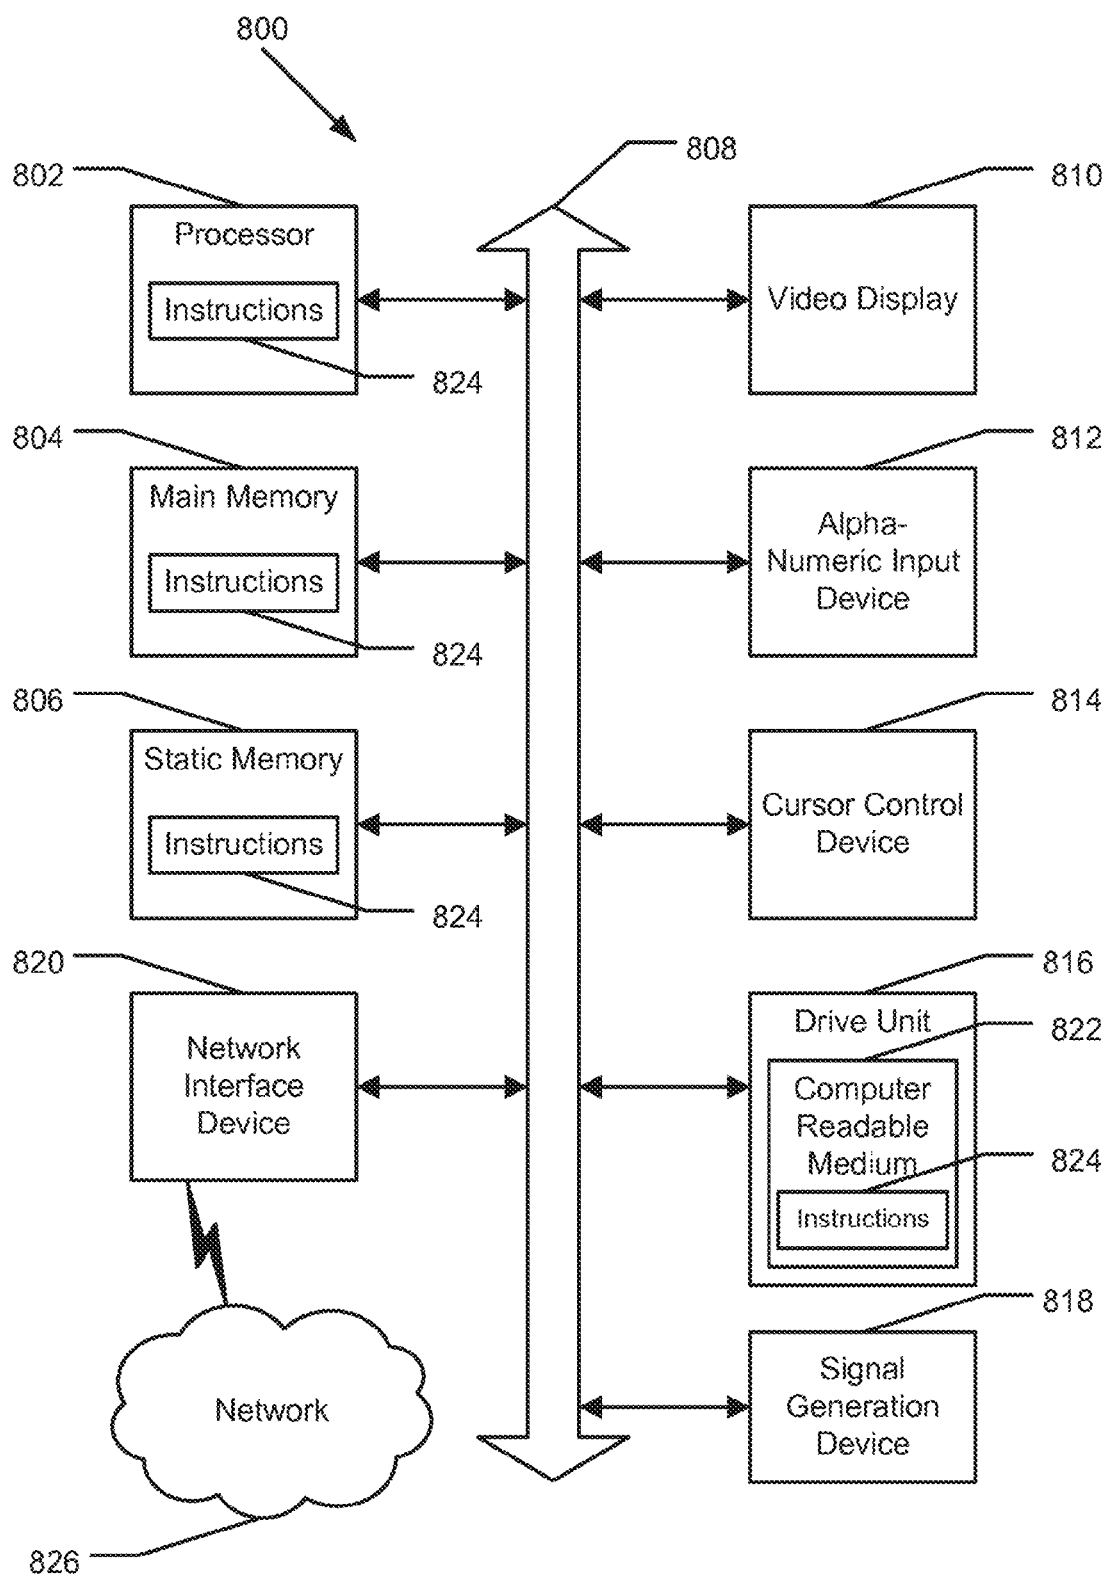 800
808
802
Processor
Instructions
824
810
Video Display
804
Main Memory
Instructions
824
812
Alpha-
Numeric Input
Device
806
Static Memory
Instructions
824
814
Cursor Control
Device
820
Network
Interface
Device
816
Drive Unit
822
Computer
Readable
Medium
824
Instructions
818
Signal
Generation
Device
Network
826